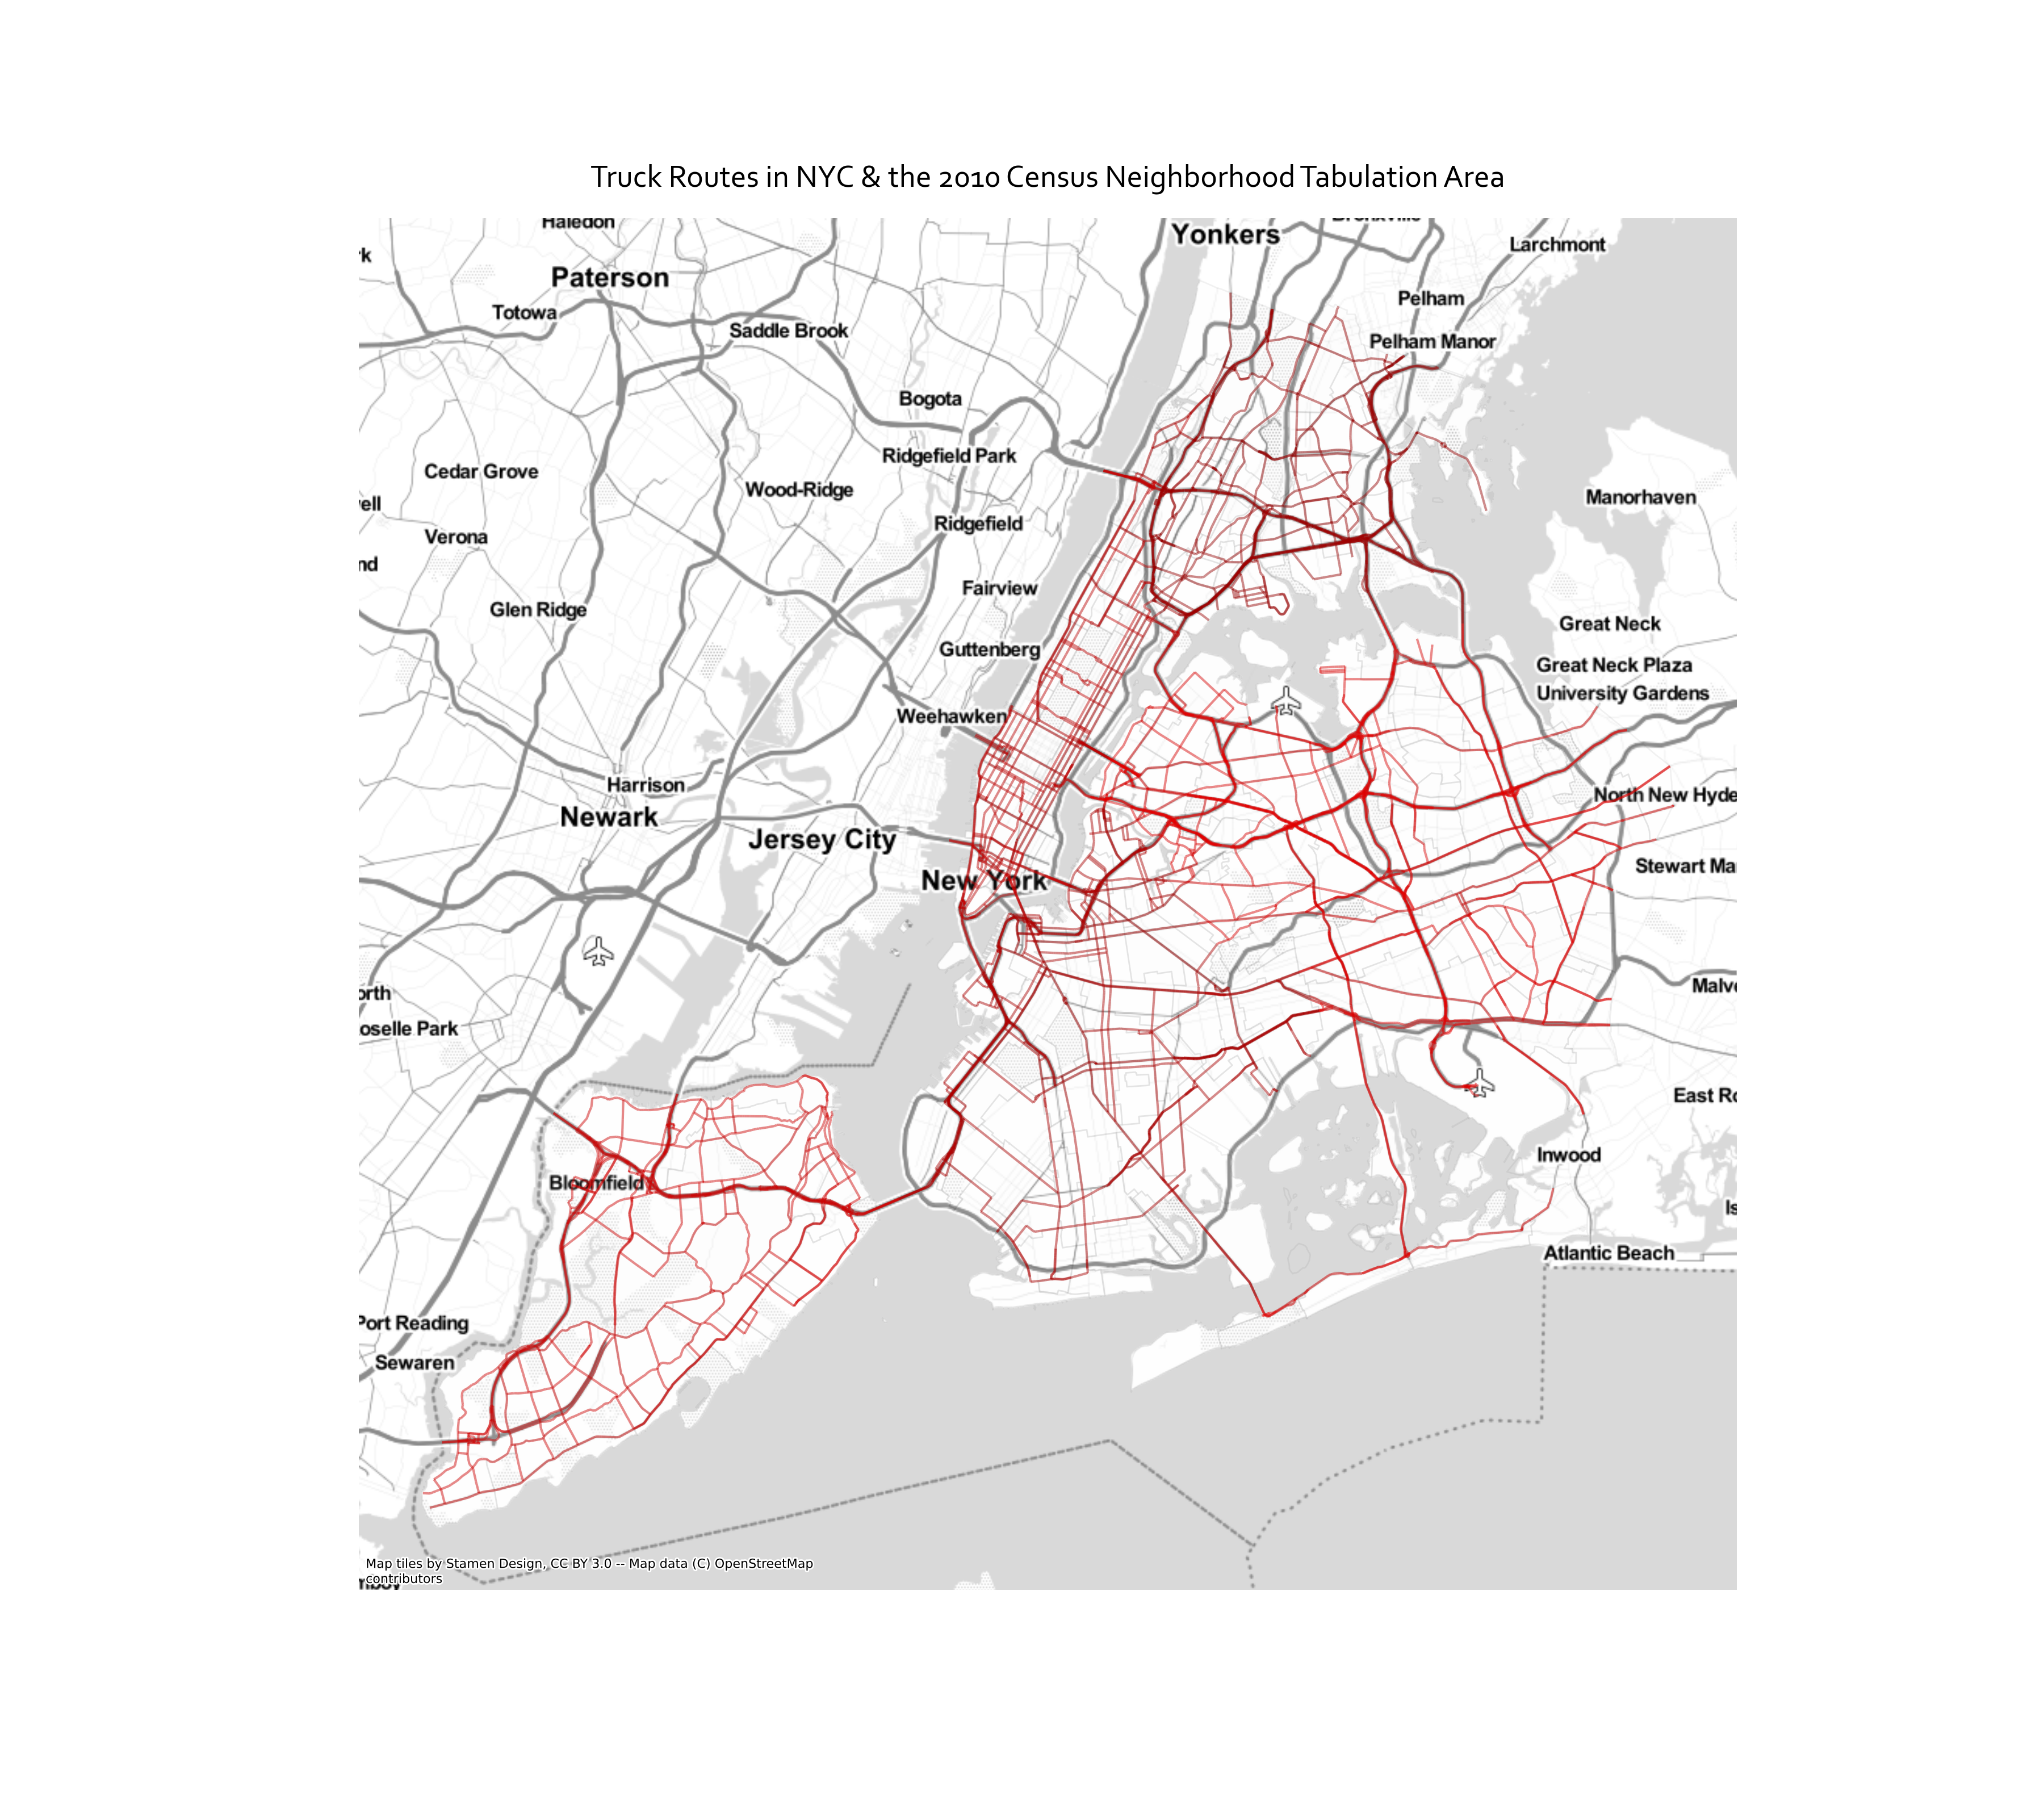 Truck Routes in NYC & the 2010 Census Neighborhood Tabulation Area
Haledon
Yonkers
Larchmont
rk
Paterson
Pelham
Totowa
Saddle Brook
Pelham Manor
Bogota
Ridgefield Park
Cedar Grove
Wood-Ridge
Manorhaven
ell
Ridgefield
Verona
nd
Fairview
Glen Ridge
Great Neck
Guttenberg
Great Neck Plaza
University Gardens
Weehawken
Harrison
North New Hyde
Newark
Jersey City
Stewart Ma
New York
orth
Malve
oselle Park
East Ro
Inwood
Bloomfield
Is
Atlantic Beach
Port Reading
Sewaren
Map tiles by Stamen Design, CC BY 3.0 -- Map data (C) OpenStreetMap
contributors